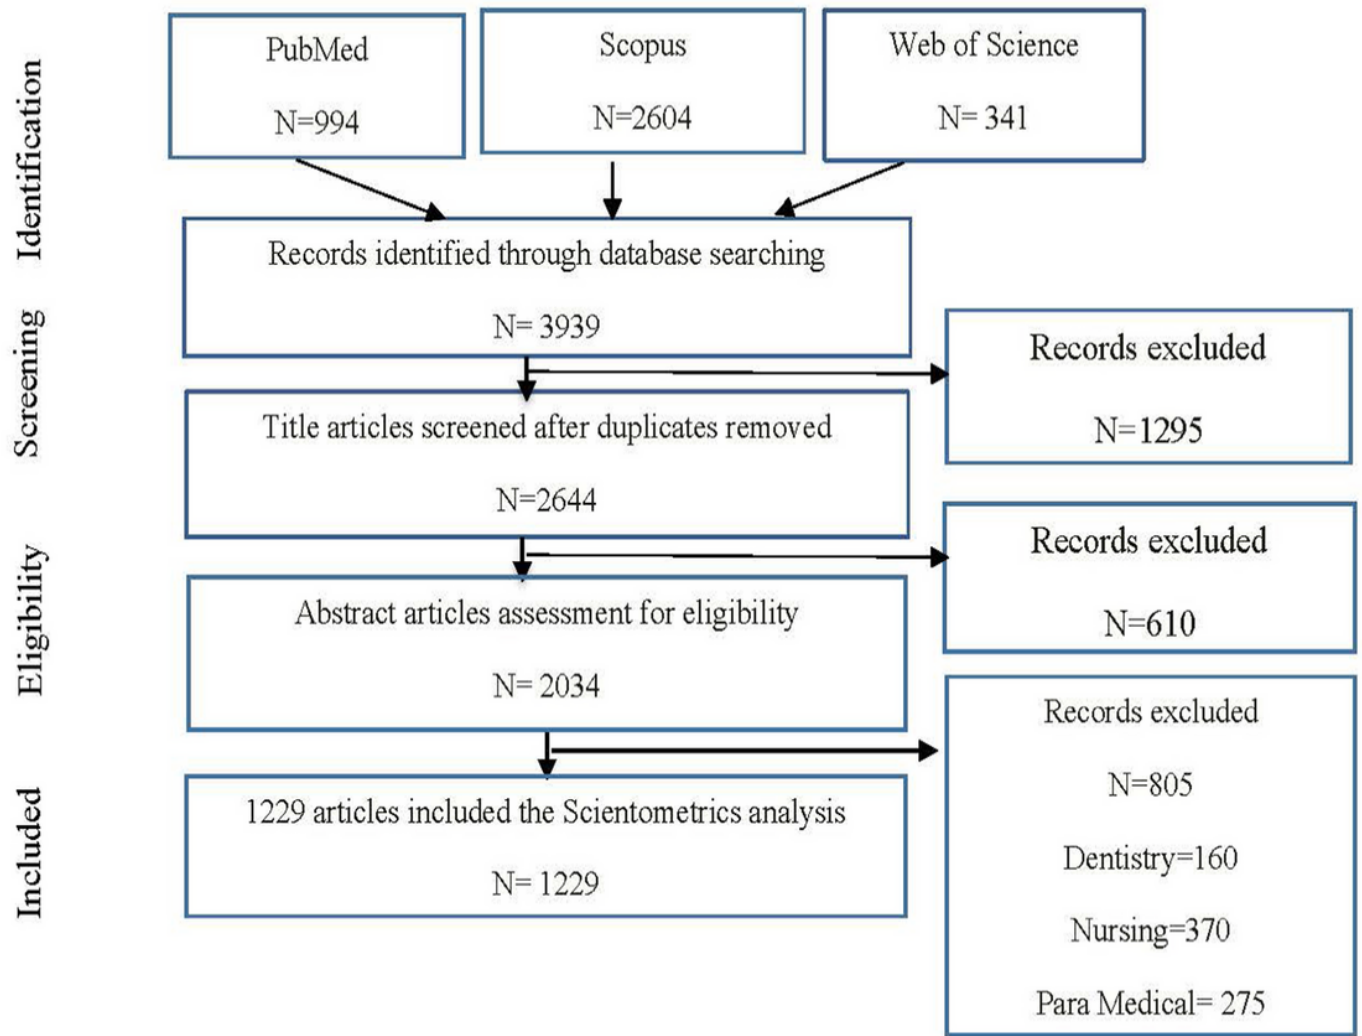 Identification
PubMed
N=994
Scopus
N=2604
Web of Science
N= 341
Records identified through database searching
N= 3939
Screening
Records excluded
N=1295
Title articles screened after duplicates removed
N=2644
Eligibility
Records excluded
N=610
Abstract articles assessment for eligibility
N= 2034
Included
Records excluded
N=805
Dentistry=160
Nursing=370
Para Medical= 275
1229 articles included the Scientometrics analysis
N= 1229